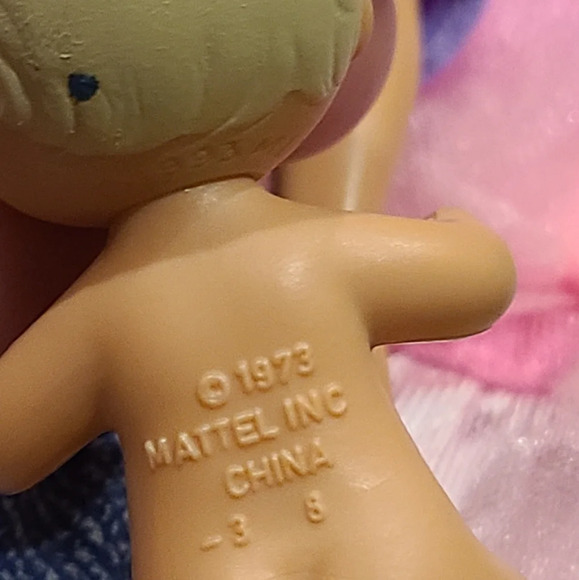 © 1973
MATTEL INC
CHINA
- 3 8